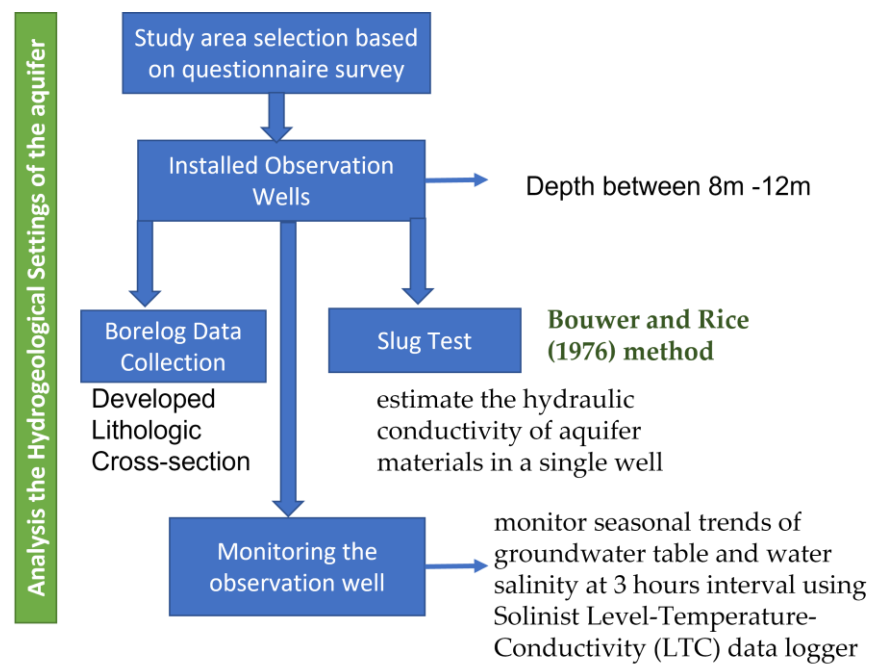 Analysis the Hydrogeological Settings of the aquifer
Study area selection based
on questionnaire survey
Installed Observation
Wells
Depth between 8m -12m
Borelog Data
Collection
Developed
Lithologic
Cross-section
Slug Test
Bouwer and Rice
(1976) method
estimate the hydraulic
conductivity of aquifer
materials in a single well
Monitoring the
observation well
monitor seasonal trends of
groundwater table and water
salinity at 3 hours interval using
Solinist Level-Temperature-
Conductivity (LTC) data logger